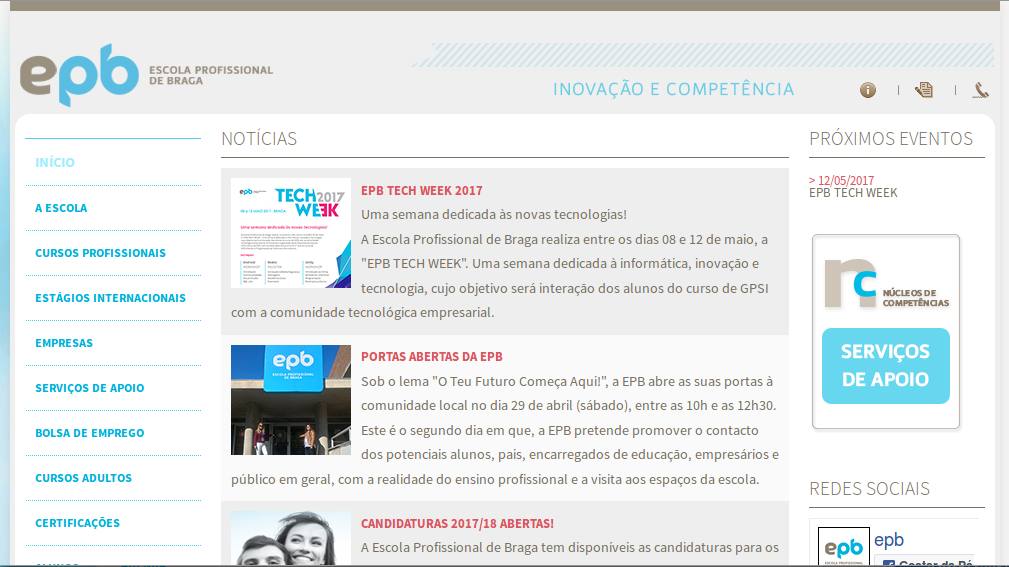 epb ESCOLA PROFISSIONAL
DE BRAGA
INOVAÇÃO E COMPETÊNCIA
INÍCIO
A ESCOLA
CURSOS PROFISSIONAIS
ESTÁGIOS INTERNACIONAIS
EMPRESAS
SERVIÇOS DE APOIO
BOLSA DE EMPREGO
CURSOS ADULTOS
CERTIFICAÇÕES
NOTÍCIAS
epb
TECH 2017
WEEK
EPB TECH WEEK 2017
Uma semana dedicada às novas tecnologias!
A Escola Profissional de Braga realiza entre os dias 08 e 12 de maio, a
"EPB TECH WEEK". Uma semana dedicada à informática, inovação e
tecnologia, cujo objetivo será interação dos alunos do curso de GPSI
com a comunidade tecnológica empresarial.
epb
ESCOLA PROFISSIONAL
DE BRAGA
PORTAS ABERTAS DA EPB
Sob o lema "O Teu Futuro Começa Aqui!", a EPB abre as suas portas à
comunidade local no dia 29 de abril (sábado), entre as 10h e as 12h30.
Este é o segundo dia em que, a EPB pretende promover o contacto
dos potenciais alunos, pais, encarregados de educação, empresários e
público em geral, com a realidade do ensino profissional e a visita aos espaços da escola.
CANDIDATURAS 2017/18 ABERTAS!
A Escola Profissional de Braga tem disponíveis as candidaturas para os
PRÓXIMOS EVENTOS
> 12/05/2017
EPB TECH WEEK
nc NÚCLEOS DE
COMPETÊNCIAS
SERVIÇOS
DE APOIO
REDES SOCIAIS
epb
epb